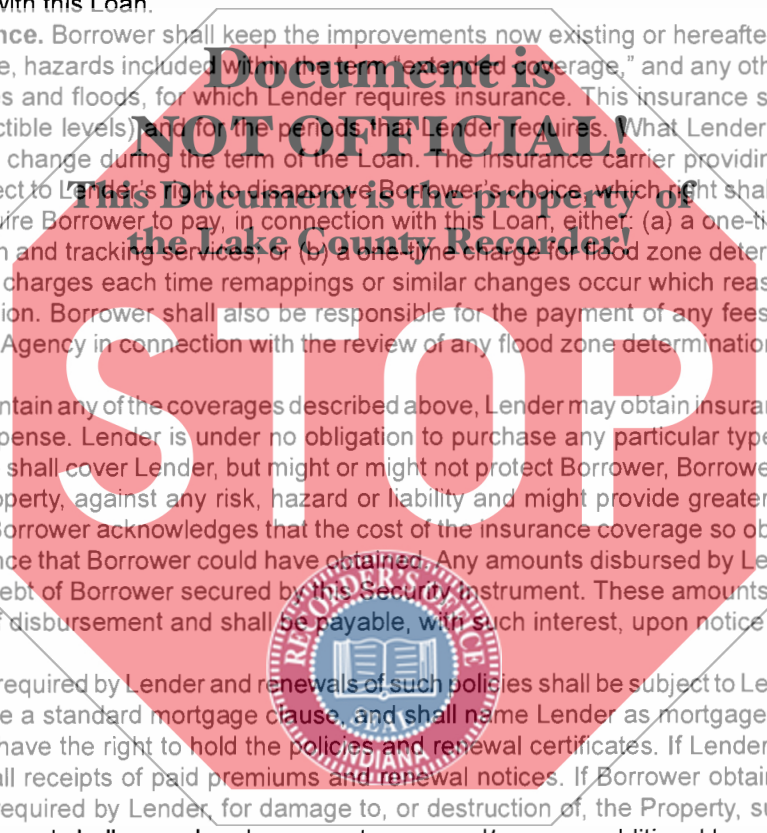 with this Loan.
nce. Borrower shall keep the improvements now existing or hereafte
e, hazards included within the term "extended coverage," and any oth
s and floods, for which Lender requires insurance. This insurance s
ctible levels) and for the periods that Lender requires. What Lender
change during the term of the Loan. The insurance carrier providin
ect to Lender's right to disapprove Borrower's choice, which right shal
ire Borrower to pay, in connection with this Loan, either: (a) a one-ti
n and tracking services; or (b) a one-time charge for flood zone deter
charges each time remappings or similar changes occur which reas
ion. Borrower shall also be responsible for the payment of any fees
Agency in connection with the review of any flood zone determination
ntain any of the coverages described above, Lender may obtain insuran
pense. Lender is under no obligation to purchase any particular type
shall cover Lender, but might or might not protect Borrower, Borrowe
operty, against any risk, hazard or liability and might provide greater
Borrower acknowledges that the cost of the insurance coverage so ob
nce that Borrower could have obtained. Any amounts disbursed by Le
ebt of Borrower secured by this Security Instrument. These amounts
f disbursement and shall be payable, with such interest, upon notice
required by Lender and renewals of such policies shall be subject to Le
e a standard mortgage clause, and shall name Lender as mortgage
have the right to hold the policies and renewal certificates. If Lender
all receipts of paid premiums and renewal notices. If Borrower obtain
required by Lender, for damage to, or destruction of, the Property, su
Document is
NOT OFFICIAL!
This Document is the property of
the Lake County Recorder!
STOP
RECORDER'S OFFICE
SEAL
INDIANA